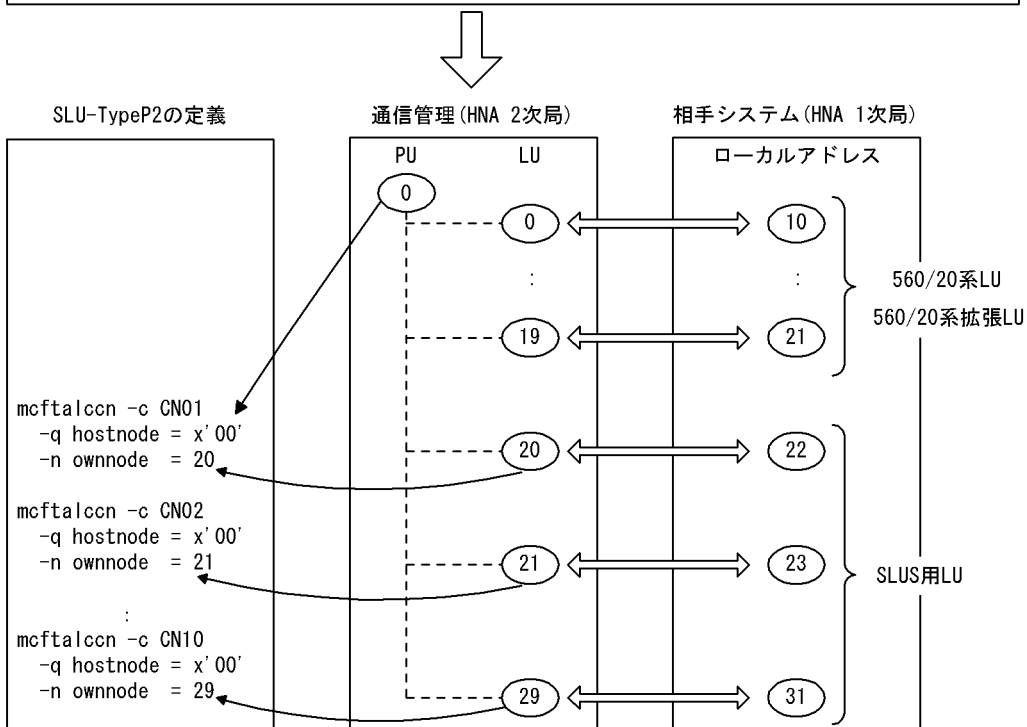 SLU-TypeP2の定義
通信管理(HNA 2次局)
相手システム(HNA 1次局)
PU
LU
ローカルアドレス
0
0
10
:
:
560/20系LU
560/20系拡張LU
19
21
mcftalccn -c CN01
-q hostnode = x'00'
-n ownnode = 20
20
22
mcftalccn -c CN02
-q hostnode = x'00'
-n ownnode = 21
21
23
SLUS用LU
:
mcftalccn -c CN10
-q hostnode = x'00'
-n ownnode = 29
29
31